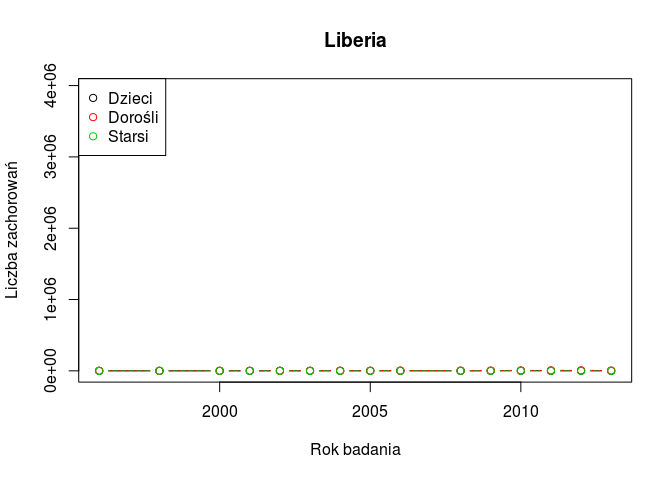 Liberia
Dzieci
Dorośli
Starsi
Liczba zachorowań
4e+06
3e+06
2e+06
1e+06
0e+00
2000
2005
2010
Rok badania